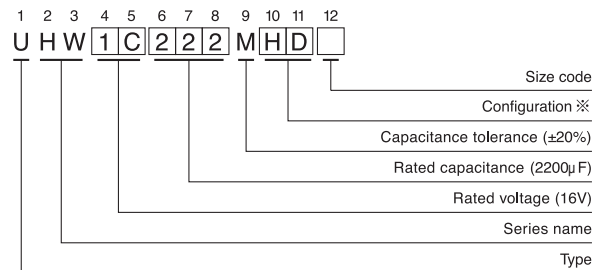 1 2 3 4 5 6 7 8 9 10 11 12
U H W 1 C 2 2 2 M H D
Size code
Configuration ※
Capacitance tolerance (±20%)
Rated capacitance (2200µF)
Rated voltage (16V)
Series name
Type